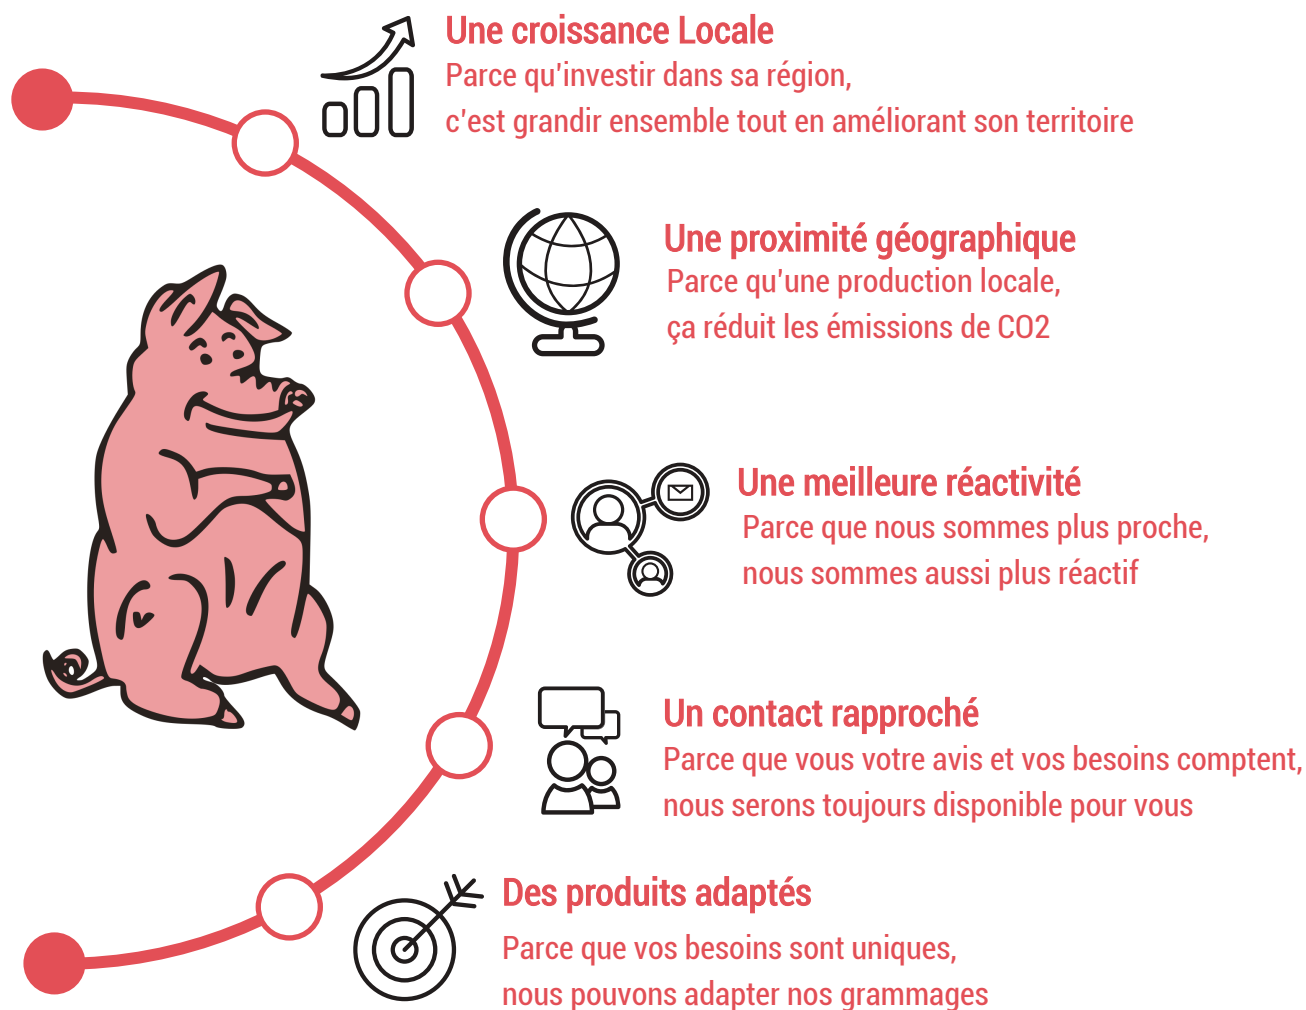 Une croissance Locale
Parce qu'investir dans sa région,
c'est grandir ensemble tout en améliorant son territoire
Une proximité géographique
Parce qu'une production locale,
ça réduit les émissions de CO2
Une meilleure réactivité
Parce que nous sommes plus proche,
nous sommes aussi plus réactif
Un contact rapproché
Parce que vous votre avis et vos besoins comptent,
nous serons toujours disponible pour vous
Des produits adaptés
Parce que vos besoins sont uniques,
nous pouvons adapter nos grammages